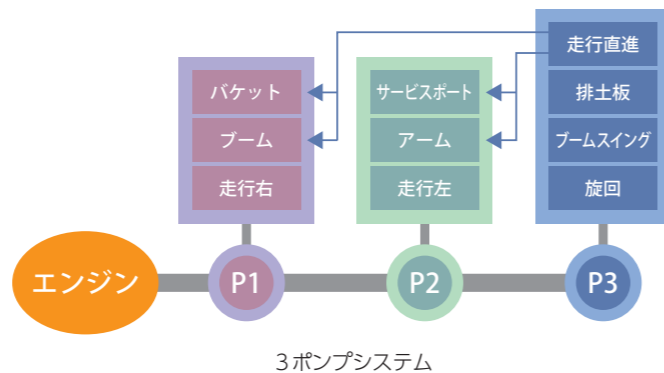 走行直進
バケット
サービスポート
排土板
ブーム
アーム
ブームスイング
走行右
走行左
旋回
エンジン
P1
P2
P3
3ポンプシステム